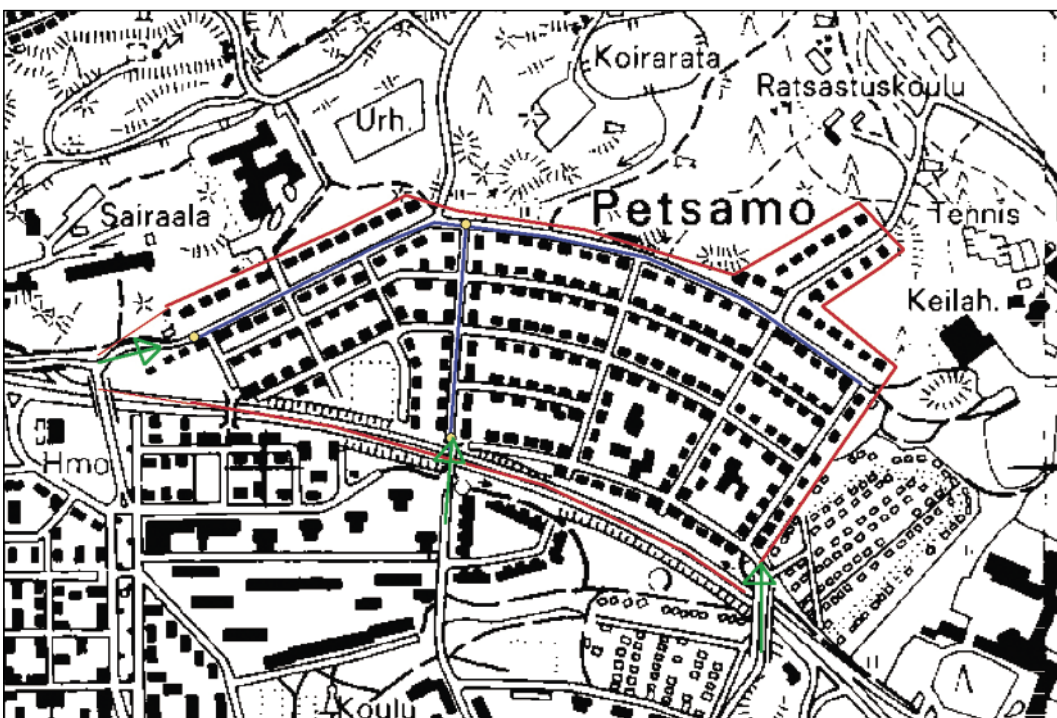 Koirarata
Ratsastuskoulu
Urh.
Petsamo
Sairaala
Tennis
Keilah.
Hmo
Koulu